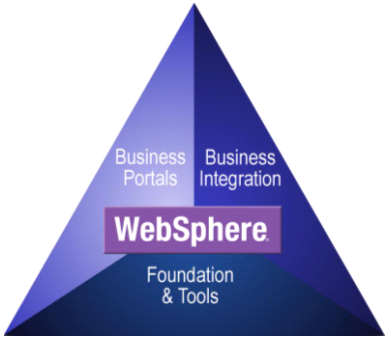 Business
Portals
Business
Integration
WebSphere.
Foundation
& Tools